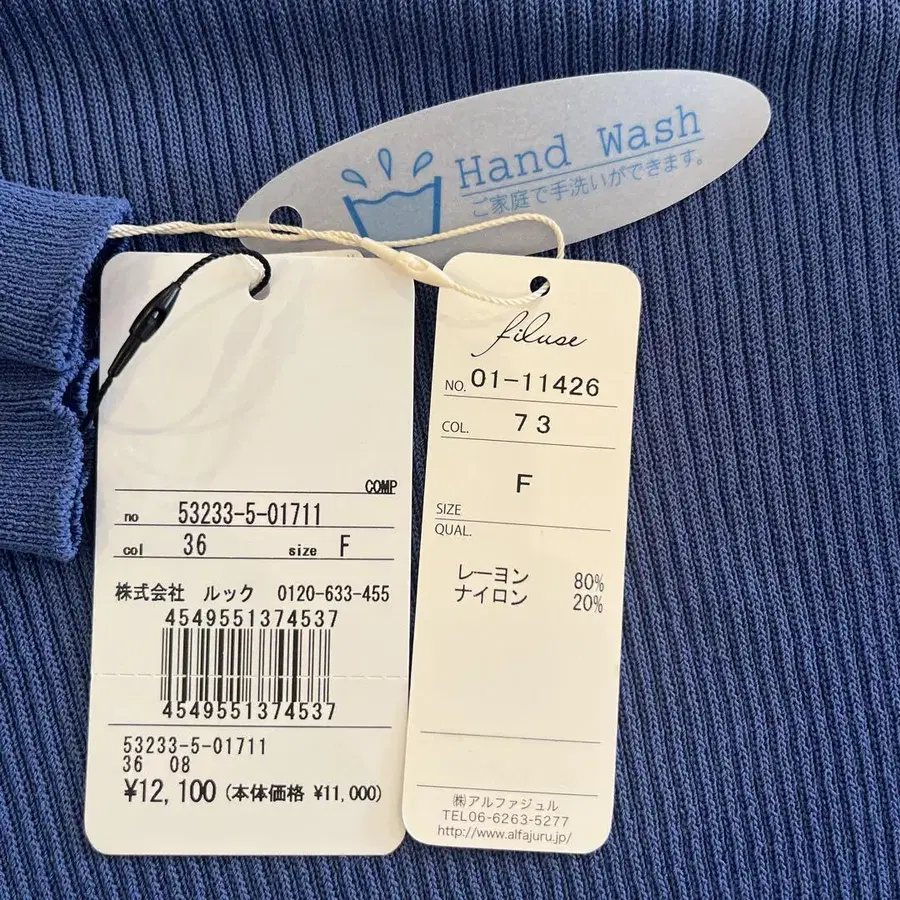 Hand Wash
ご家庭で手洗いができます。
COMP
no 53233-5-01711
col 36 size F
株式会社 ルック 0120-633-455
4549551374537
4549551374537
53233-5-01711
36 08
¥12,100 (本体価格 ¥11,000)
filuse
NO. 01-11426
COL. 73
F
SIZE
QUAL.
レーヨン 80%
ナイロン 20%
㈱アルファジュル
TEL06-6263-5277
http://www.alfajuru.jp/